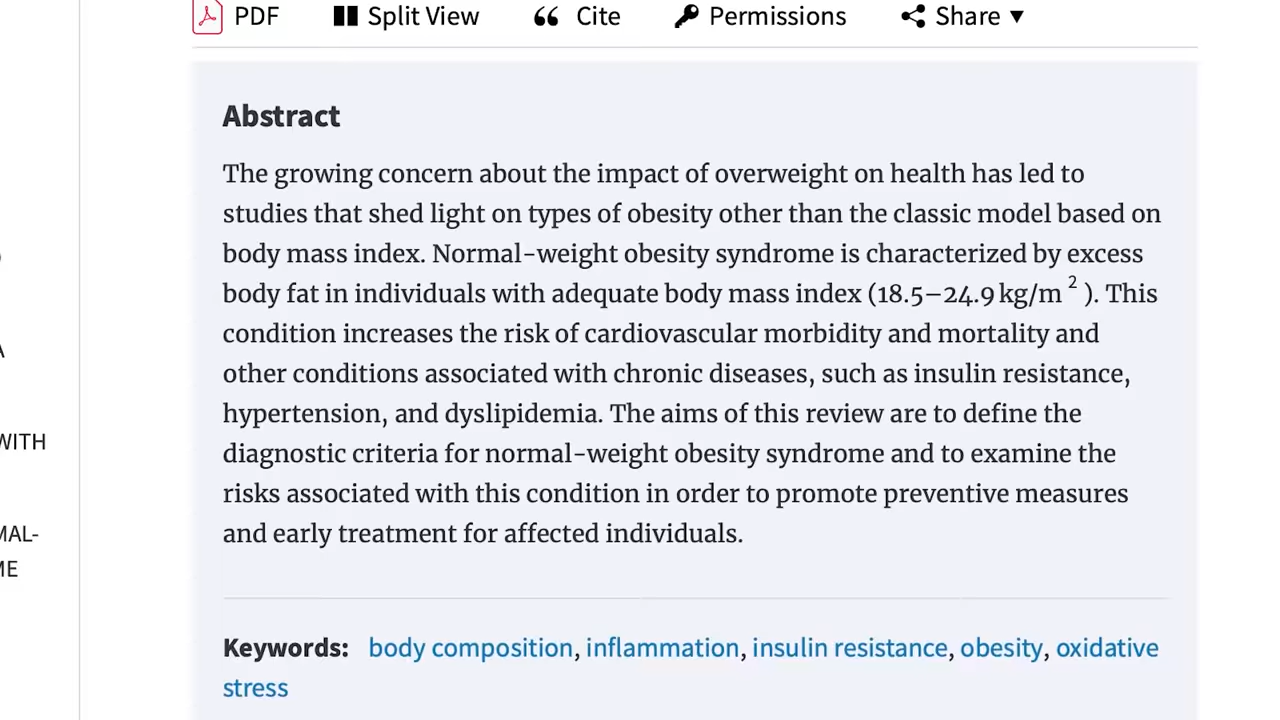 PDF Split View Cite Permissions Share ▼
Abstract
The growing concern about the impact of overweight on health has led to
studies that shed light on types of obesity other than the classic model based on
body mass index. Normal-weight obesity syndrome is characterized by excess
body fat in individuals with adequate body mass index (18.5–24.9 kg/m 2 ). This
condition increases the risk of cardiovascular morbidity and mortality and
other conditions associated with chronic diseases, such as insulin resistance,
hypertension, and dyslipidemia. The aims of this review are to define the
diagnostic criteria for normal-weight obesity syndrome and to examine the
risks associated with this condition in order to promote preventive measures
and early treatment for affected individuals.
Keywords: body composition, inflammation, insulin resistance, obesity, oxidative
stress
WITH